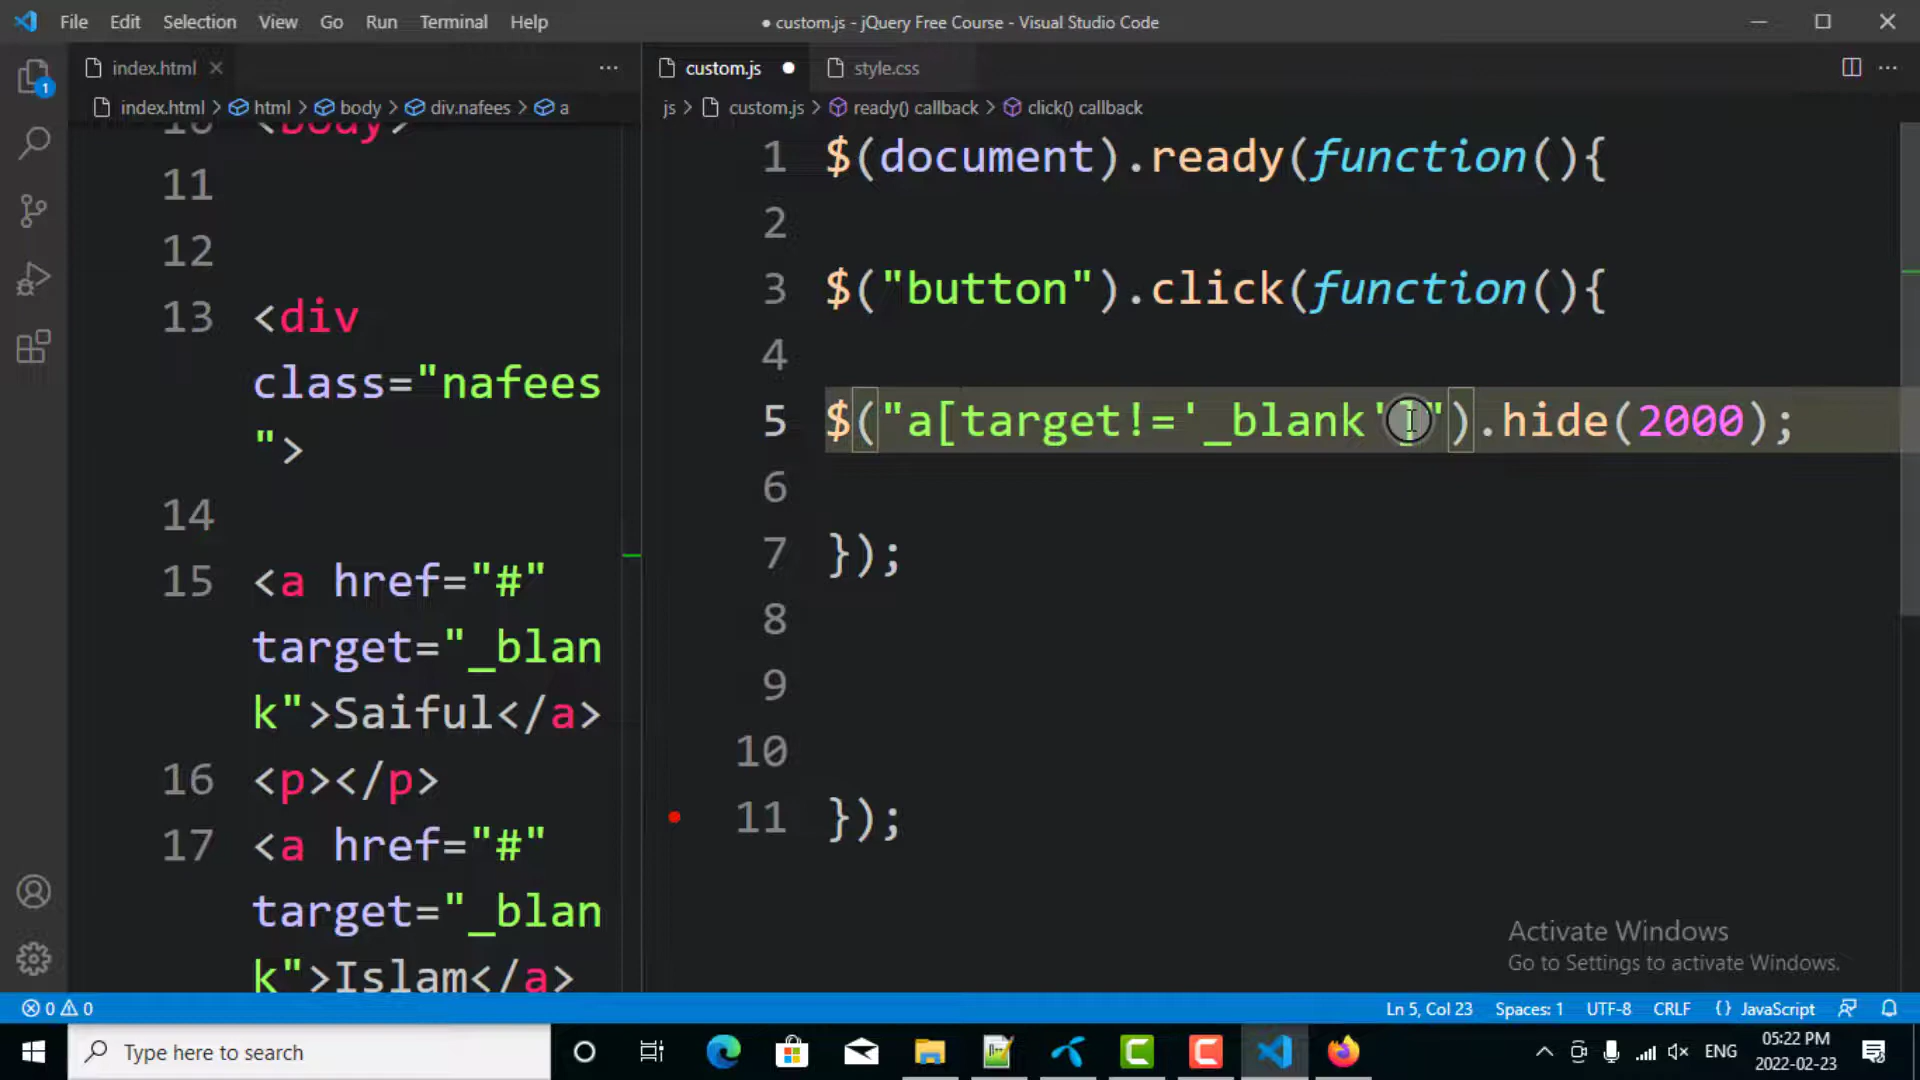 File Edit Selection View Go Run Terminal Help
● custom.js - jQuery Free Course - Visual Studio Code
index.html
index.html > html > body > div.nafees > a
<body>
11
12
13 <div
class="nafees
">
14
15 <a href="#"
target="_blan
k">Saiful</a>
16 <p></p>
17 <a href="#"
target="_blan
k">Islam</a>
custom.js ● style.css
js > custom.js > ready() callback > click() callback
1 $(document).ready(function(){
2
3 $("button").click(function(){
4
5 $("a[target!='_blank']").hide(2000);
6
7 });
8
9
10
11 });
Activate Windows
Go to Settings to activate Windows.
0 0
Ln 5, Col 23 Spaces: 1 UTF-8 CRLF {} JavaScript
1
Type here to search
ENG
05:22 PM
2022-02-23